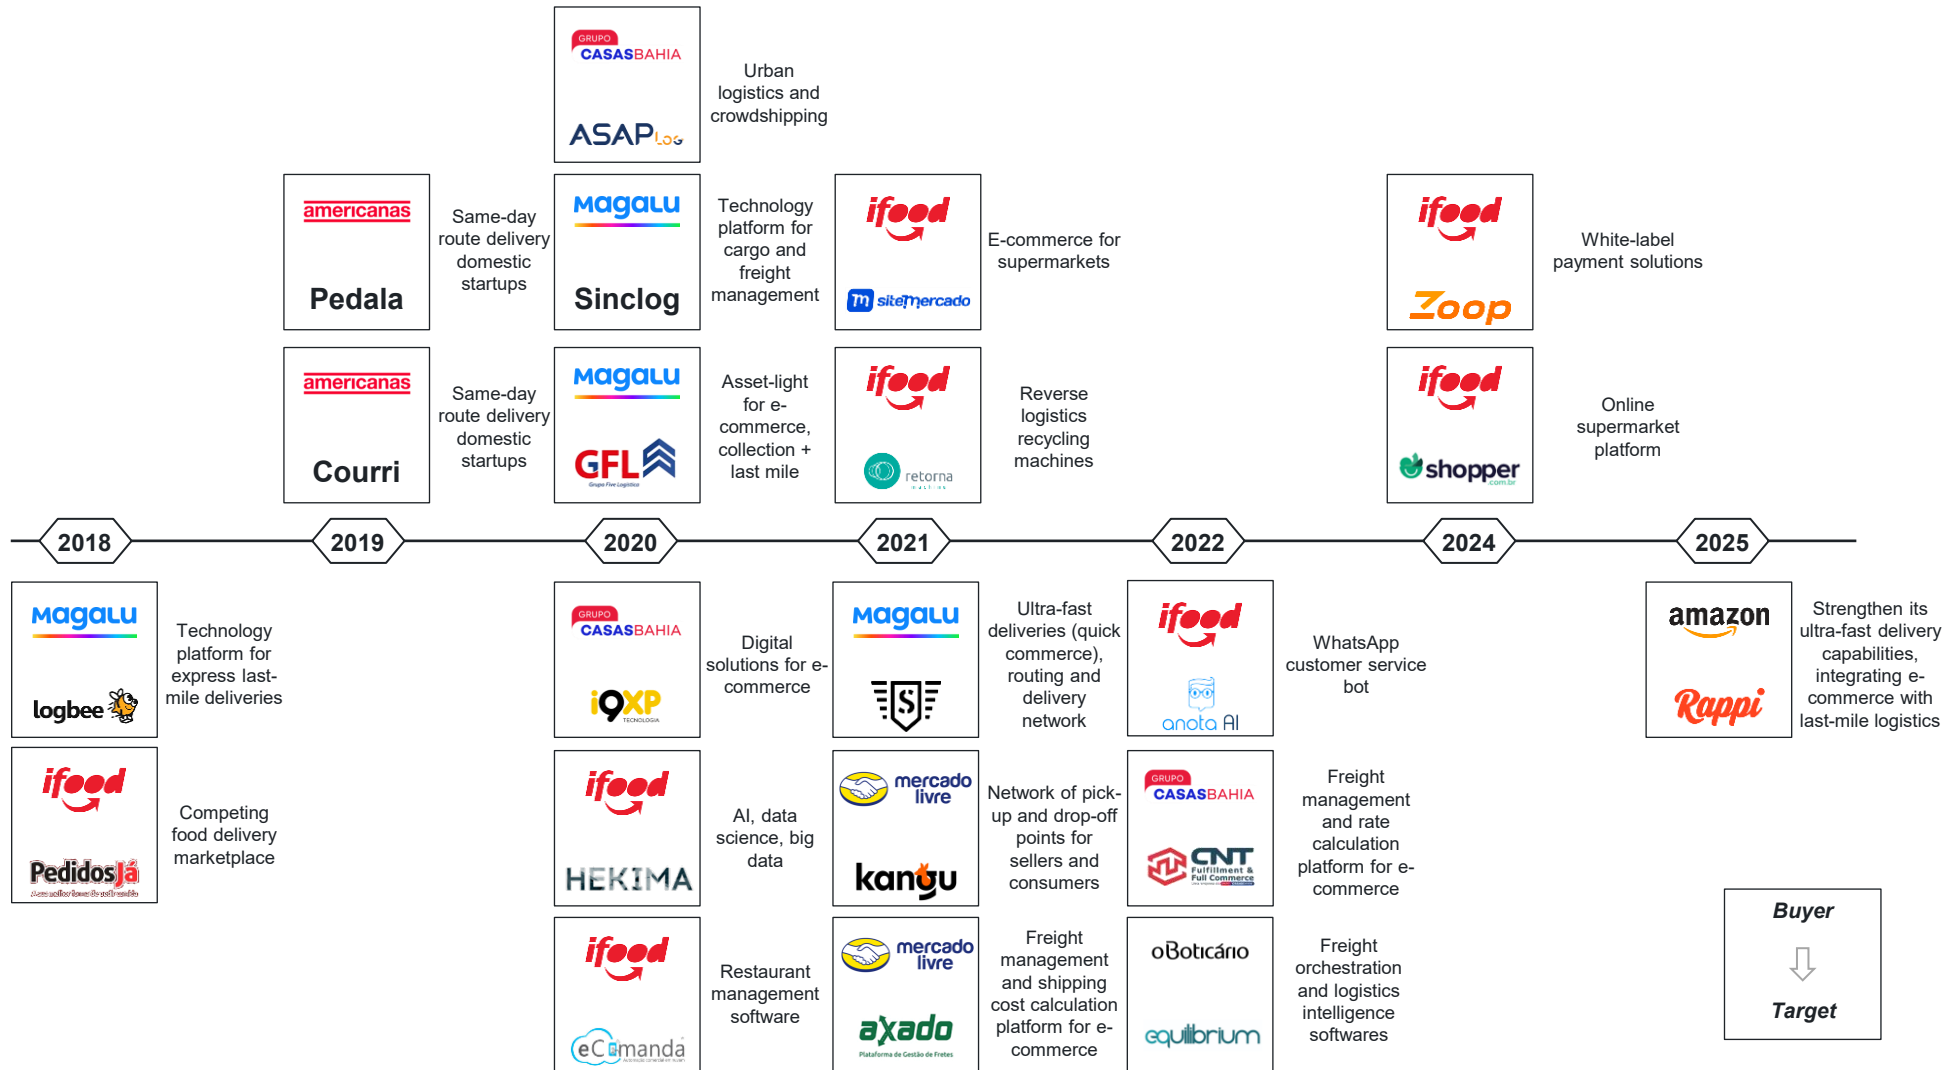 GRUPO
CASASBAHIA
ASAP Log
Urban
logistics and
crowdshipping
americanas
Pedala
Same-day
route delivery
domestic
startups
Magalu
Sinclog
Technology
platform for
cargo and
freight
management
ifood
sitemercado
E-commerce for
supermarkets
ifood
Zoop
White-label
payment solutions
americanas
Courri
Same-day
route delivery
domestic
startups
Magalu
GFL
Grupo Five Logística
Asset-light
for e-
commerce,
collection +
last mile
ifood
retorna
machine
Reverse
logistics
recycling
machines
ifood
shopper
.com.br
Online
supermarket
platform
2018
2019
2020
2021
2022
2024
2025
Magalu
logbee
Technology
platform for
express last-
mile deliveries
GRUPO
CASASBAHIA
i9XP
TECNOLOGIA
Digital
solutions for e-
commerce
Magalu
S
Ultra-fast
deliveries (quick
commerce),
routing and
delivery
network
ifood
anota AI
WhatsApp
customer service
bot
amazon
Rappi
Strengthen its
ultra-fast delivery
capabilities,
integrating e-
commerce with
last-mile logistics
ifood
PedidosJá
Competing
food delivery
marketplace
ifood
HEKIMA
AI, data
science, big
data
mercado
livre
kangu
Network of pick-
up and drop-off
points for
sellers and
consumers
GRUPO
CASASBAHIA
CNT
Fulfillment &
Full Commerce
Freight
management
and rate
calculation
platform for e-
commerce
ifood
eComanda
Restaurant
management
software
mercado
livre
axado
Plataforma de Gestão de Fretes
Freight
management
and shipping
cost calculation
platform for e-
commerce
oBoticário
equilibrium
Freight
orchestration
and logistics
intelligence
softwares
Buyer
Target